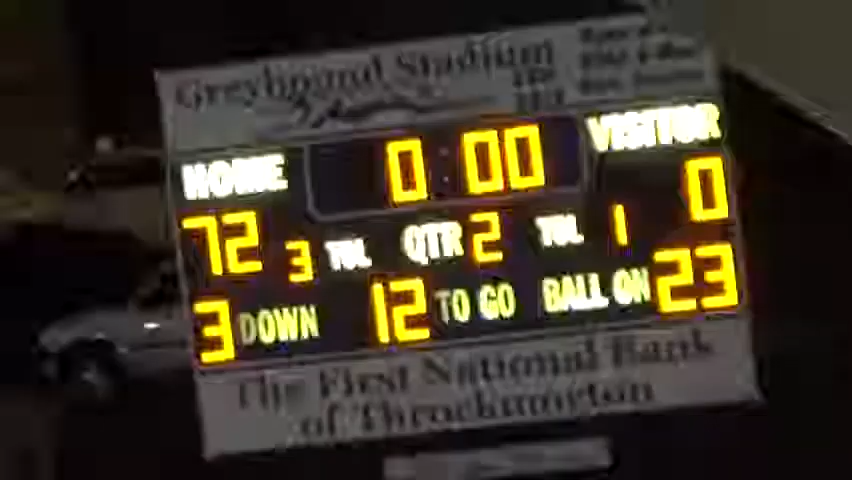 Greyhound Stadium
HOME 0:00 VISITOR
72 3 TOL QTR 2 TOL 1 0
3 DOWN 12 TO GO BALL ON 23
The First National Bank
of Throckmorton